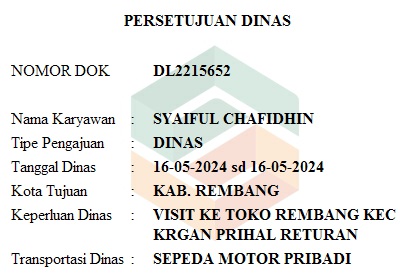 PERSETUJUAN DINAS
NOMOR DOK DL2215652
Nama Karyawan : SYAIFUL CHAFIDHIN
Tipe Pengajuan : DINAS
Tanggal Dinas : 16-05-2024 sd 16-05-2024
Kota Tujuan : KAB. REMBANG
Keperluan Dinas : VISIT KE TOKO REMBANG KEC
KRGAN PRIHAL RETURAN
Transportasi Dinas : SEPEDA MOTOR PRIBADI